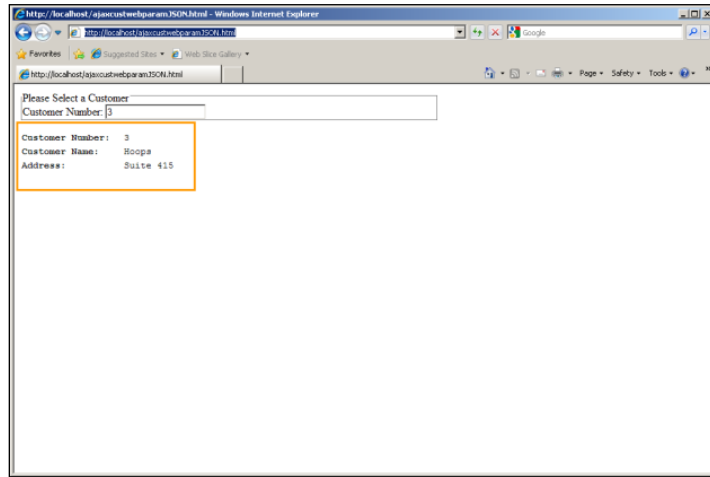 http://localhost/ajaxcustwebparamJSON.html - Windows Internet Explorer
http://localhost/ajaxcustwebparamJSON.html
Google
Favorites
Suggested Sites
Web Slice Gallery
http://localhost/ajaxcustwebparamJSON.html
Page Safety Tools
Please Select a Customer
Customer Number: 3
Customer Number: 3
Customer Name: Hoops
Address: Suite 415